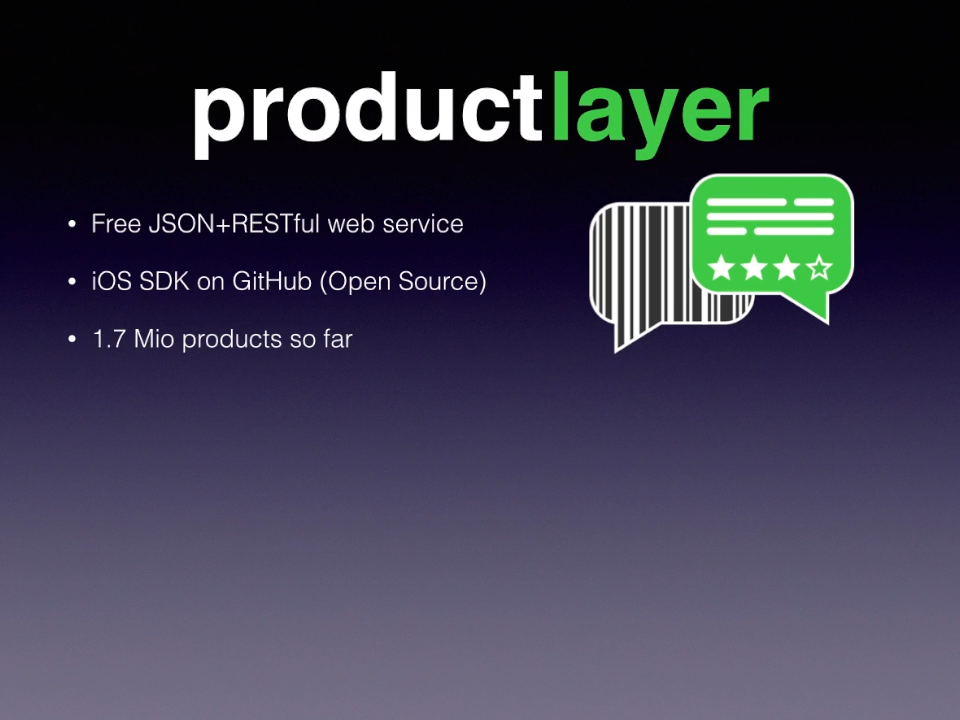 productlayer
• Free JSON+RESTful web service
• iOS SDK on GitHub (Open Source)
• 1.7 Mio products so far